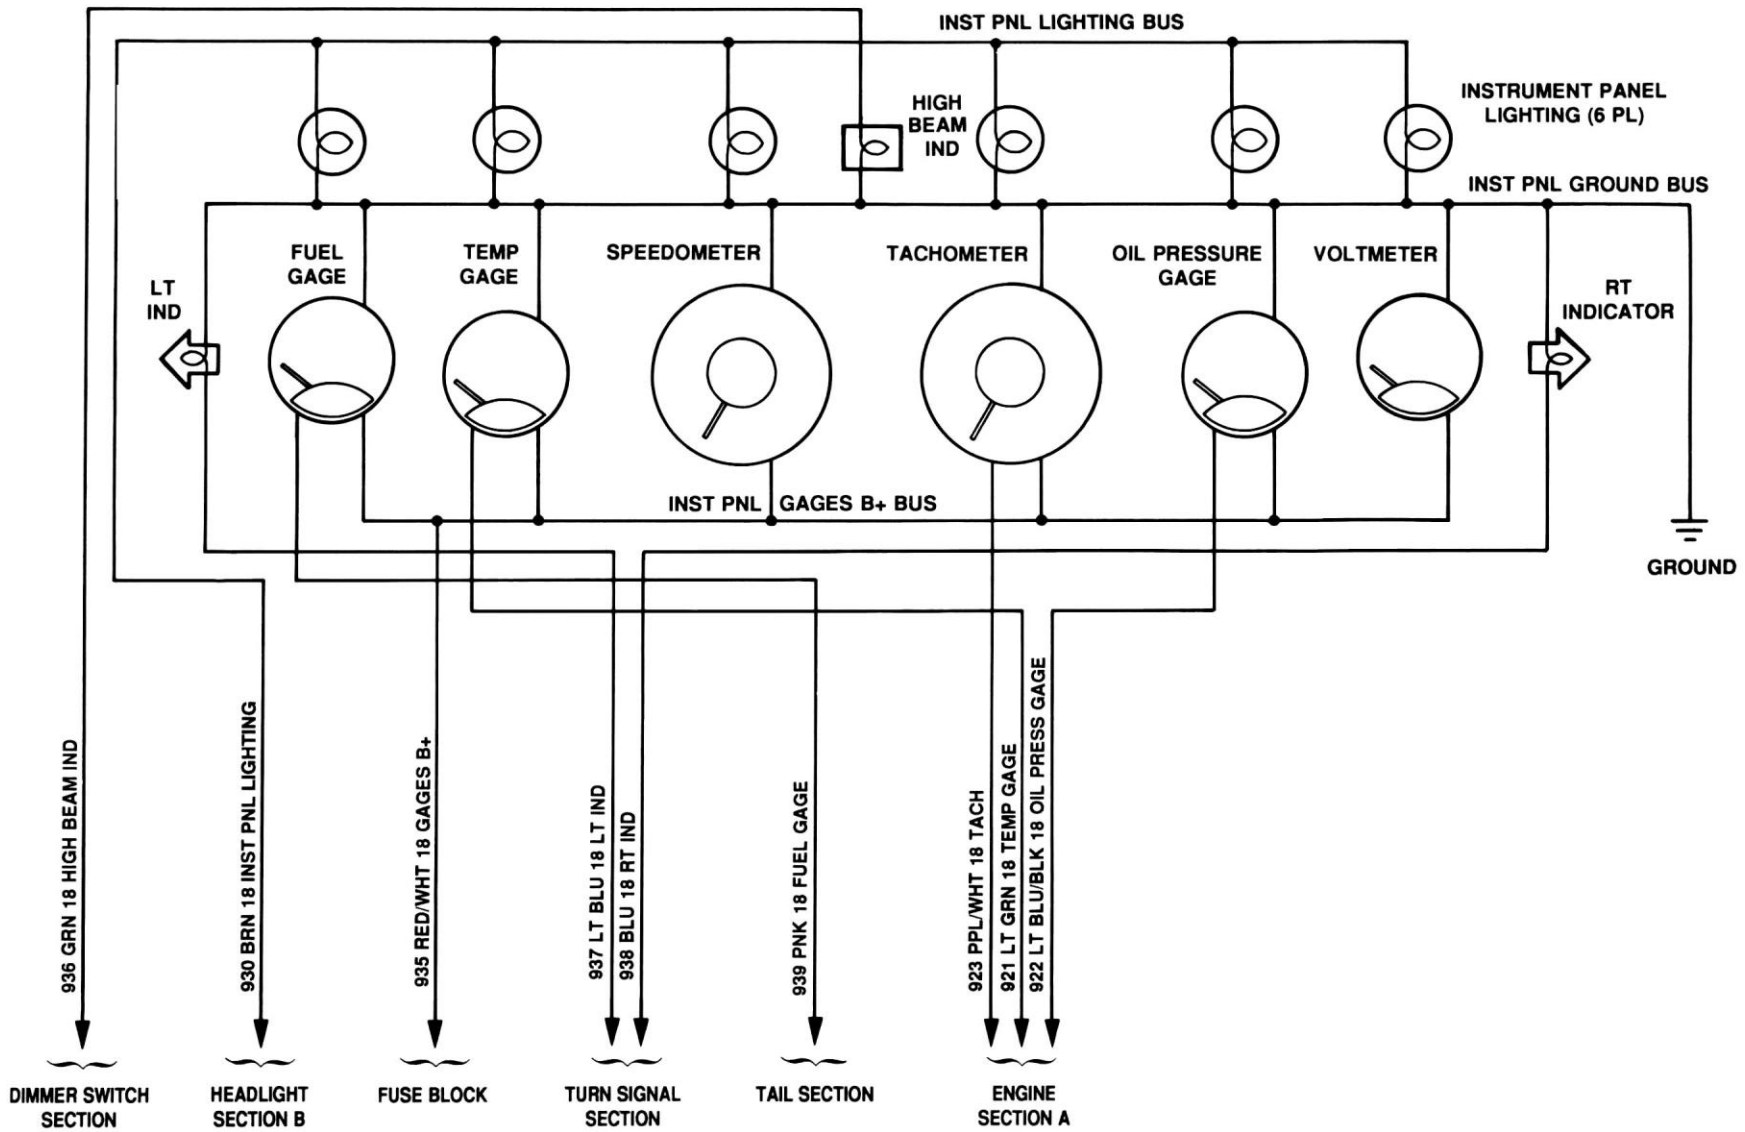 INST PNL LIGHTING BUS
INSTRUMENT PANEL
LIGHTING (6 PL)
HIGH
BEAM
IND
INST PNL GROUND BUS
FUEL
GAGE
TEMP
GAGE
SPEEDOMETER
TACHOMETER
OIL PRESSURE
GAGE
VOLTMETER
LT
IND
RT
INDICATOR
INST PNL GAGES B+ BUS
GROUND
936 GRN 18 HIGH BEAM IND
930 BRN 18 INST PNL LIGHTING
935 RED/WHT 18 GAGES B+
937 LT BLU 18 LT IND
938 BLU 18 RT IND
939 PNK 18 FUEL GAGE
923 PPL/WHT 18 TACH
921 LT GRN 18 TEMP GAGE
922 LT BLU/BLK 18 OIL PRESS GAGE
DIMMER SWITCH
SECTION
HEADLIGHT
SECTION B
FUSE BLOCK
TURN SIGNAL
SECTION
TAIL SECTION
ENGINE
SECTION A